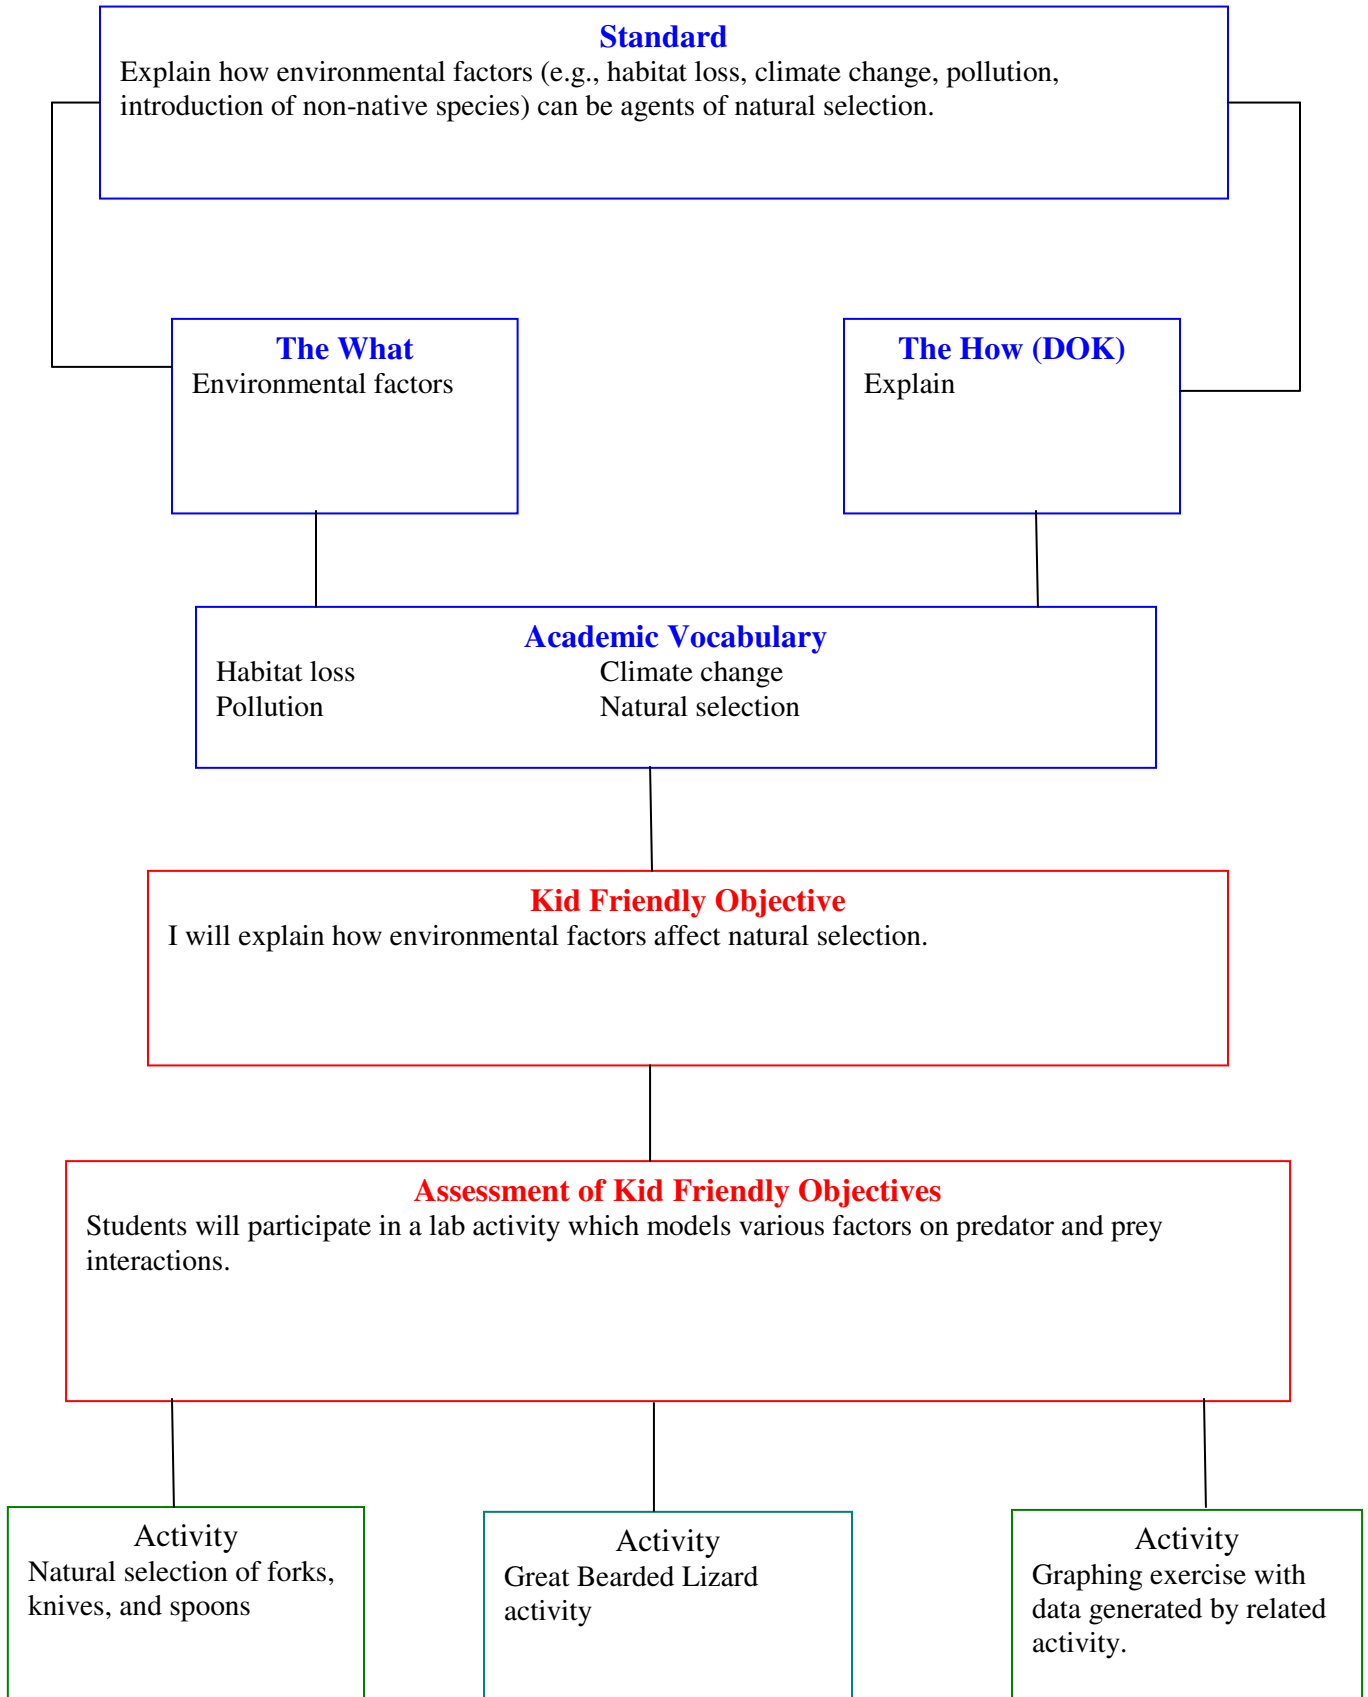 Standard
Explain how environmental factors (e.g., habitat loss, climate change, pollution,
introduction of non-native species) can be agents of natural selection.
The What
Environmental factors
The How (DOK)
Explain
Academic Vocabulary
Habitat loss Climate change
Pollution Natural selection
Kid Friendly Objective
I will explain how environmental factors affect natural selection.
Assessment of Kid Friendly Objectives
Students will participate in a lab activity which models various factors on predator and prey
interactions.
Activity
Natural selection of forks,
knives, and spoons
Activity
Great Bearded Lizard
activity
Activity
Graphing exercise with
data generated by related
activity.